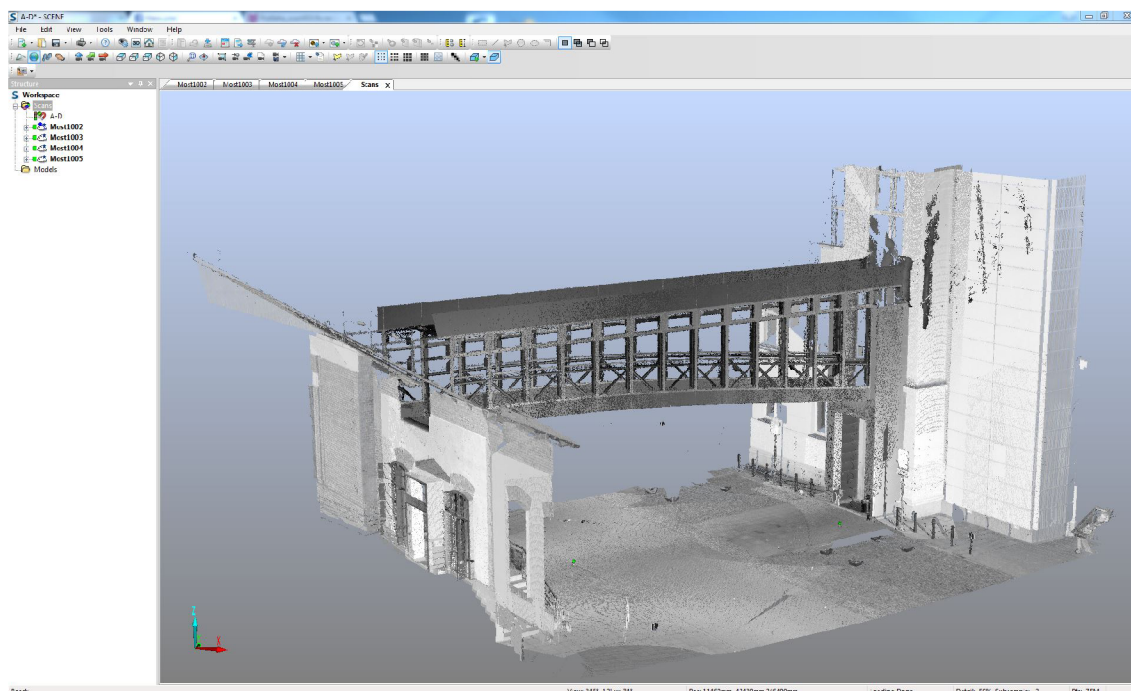 A-D* - SCENE
File Edit View Tools Window Help
Structure
Most1002 Most1003 Most1004 Most1005 Scans X
Workspace
Scans
A-D
Most1002
Most1003
Most1004
Most1005
Models
Z
X